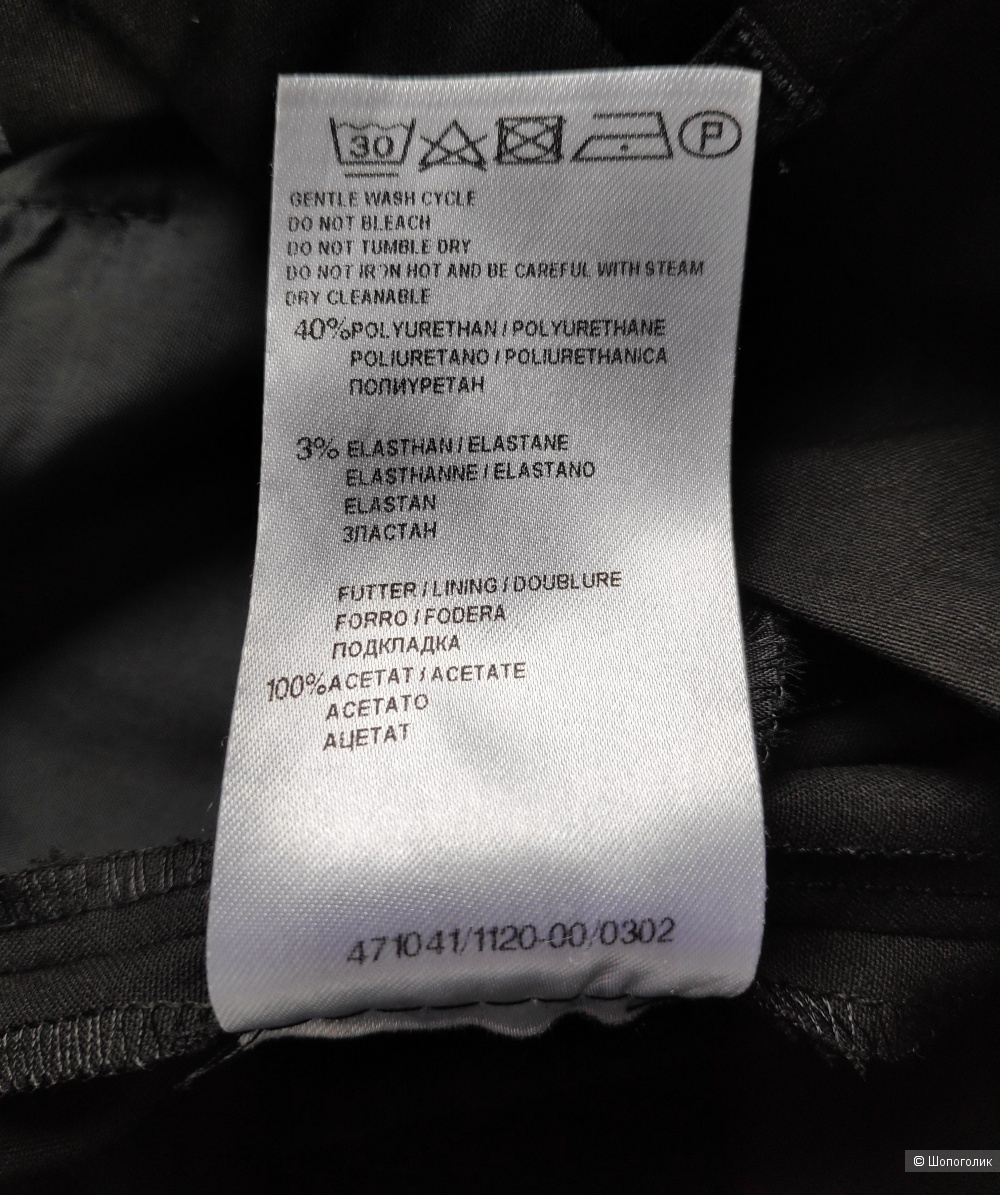 30
P
GENTLE WASH CYCLE
DO NOT BLEACH
DO NOT TUMBLE DRY
DO NOT IRON HOT AND BE CAREFUL WITH STEAM
DRY CLEANABLE
40% POLYURETHAN / POLYURETHANE
POLIURETANO / POLIURETHANICA
ПОЛИУРЕТАН
3% ELASTHAN / ELASTANE
ELASTHANNE / ELASTANO
ELASTAN
ЗЛАСТАН
FUTTER / LINING / DOUBLURE
FORRO / FODERA
ПОДКЛАДКА
100% ACETAT / ACETATE
ACETATO
АЦЕТАТ
471041/1120-00/0302
© Шопоголик